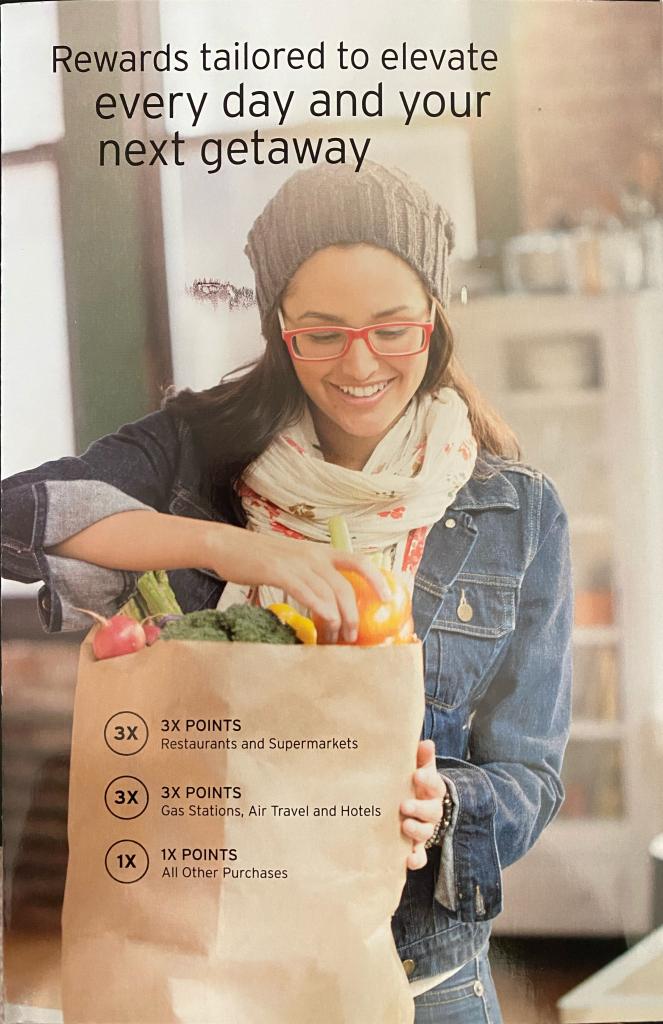 Rewards tailored to elevate
every day and your
next getaway
3X
3X POINTS
Restaurants and Supermarkets
3X
3X POINTS
Gas Stations, Air Travel and Hotels
1X
1X POINTS
All Other Purchases